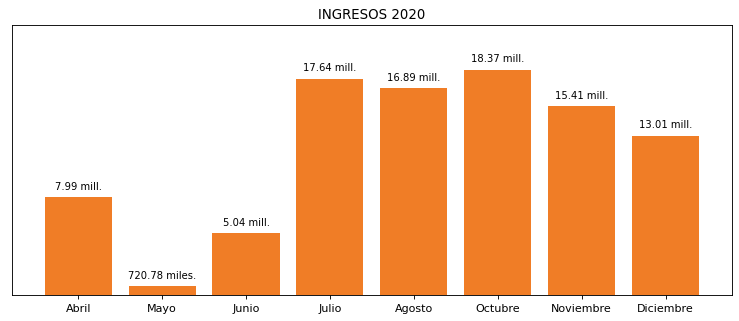 INGRESOS 2020
7.99 mill.
720.78 miles.
5.04 mill.
17.64 mill.
16.89 mill.
18.37 mill.
15.41 mill.
13.01 mill.
Abril
Mayo
Junio
Julio
Agosto
Octubre
Noviembre
Diciembre